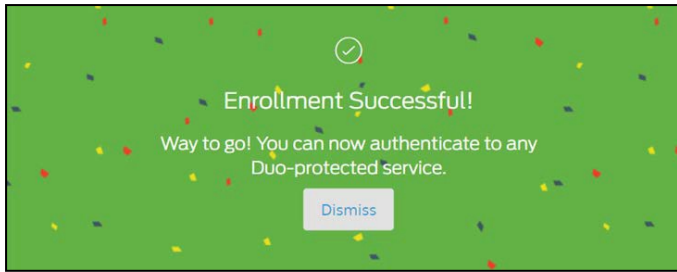 Enrollment Successful!
Way to go! You can now authenticate to any
Duo-protected service.
Dismiss